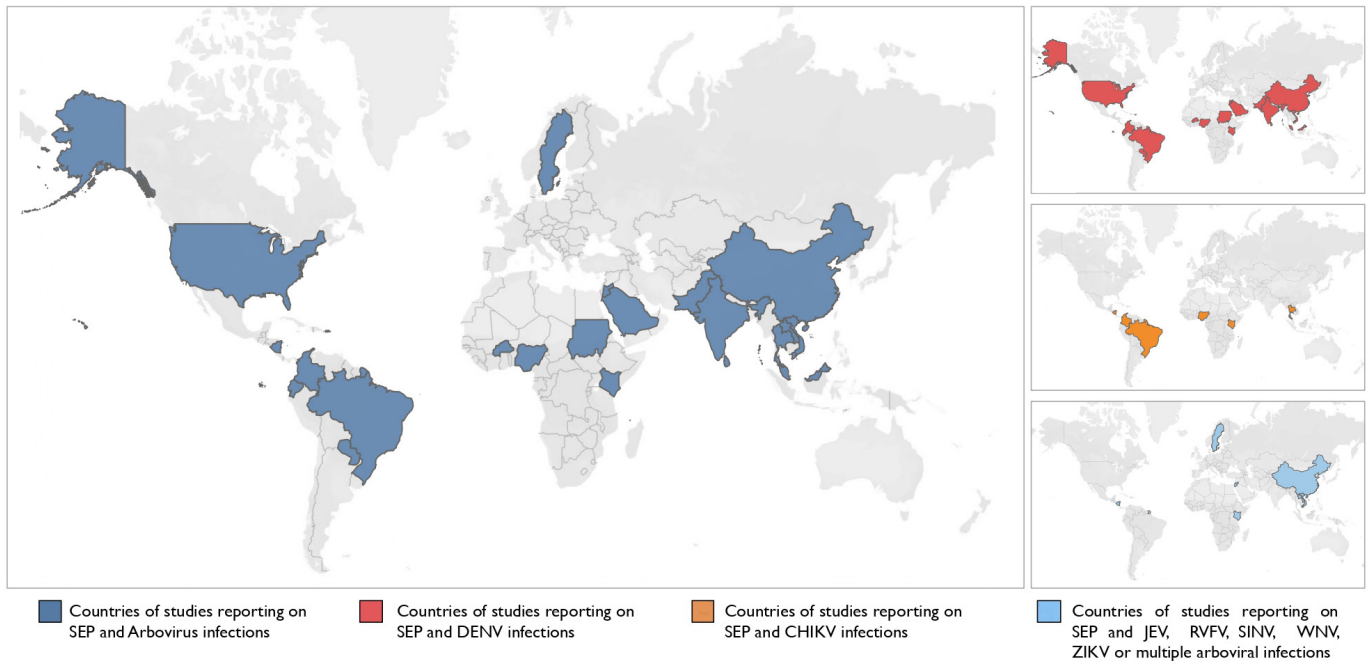 Countries of studies reporting on
SEP and Arbovirus infections
Countries of studies reporting on
SEP and DENV infections
Countries of studies reporting on
SEP and CHIKV infections
Countries of studies reporting on
SEP and JEV, RVFV, SINV, WNV,
ZIKV or multiple arboviral infections